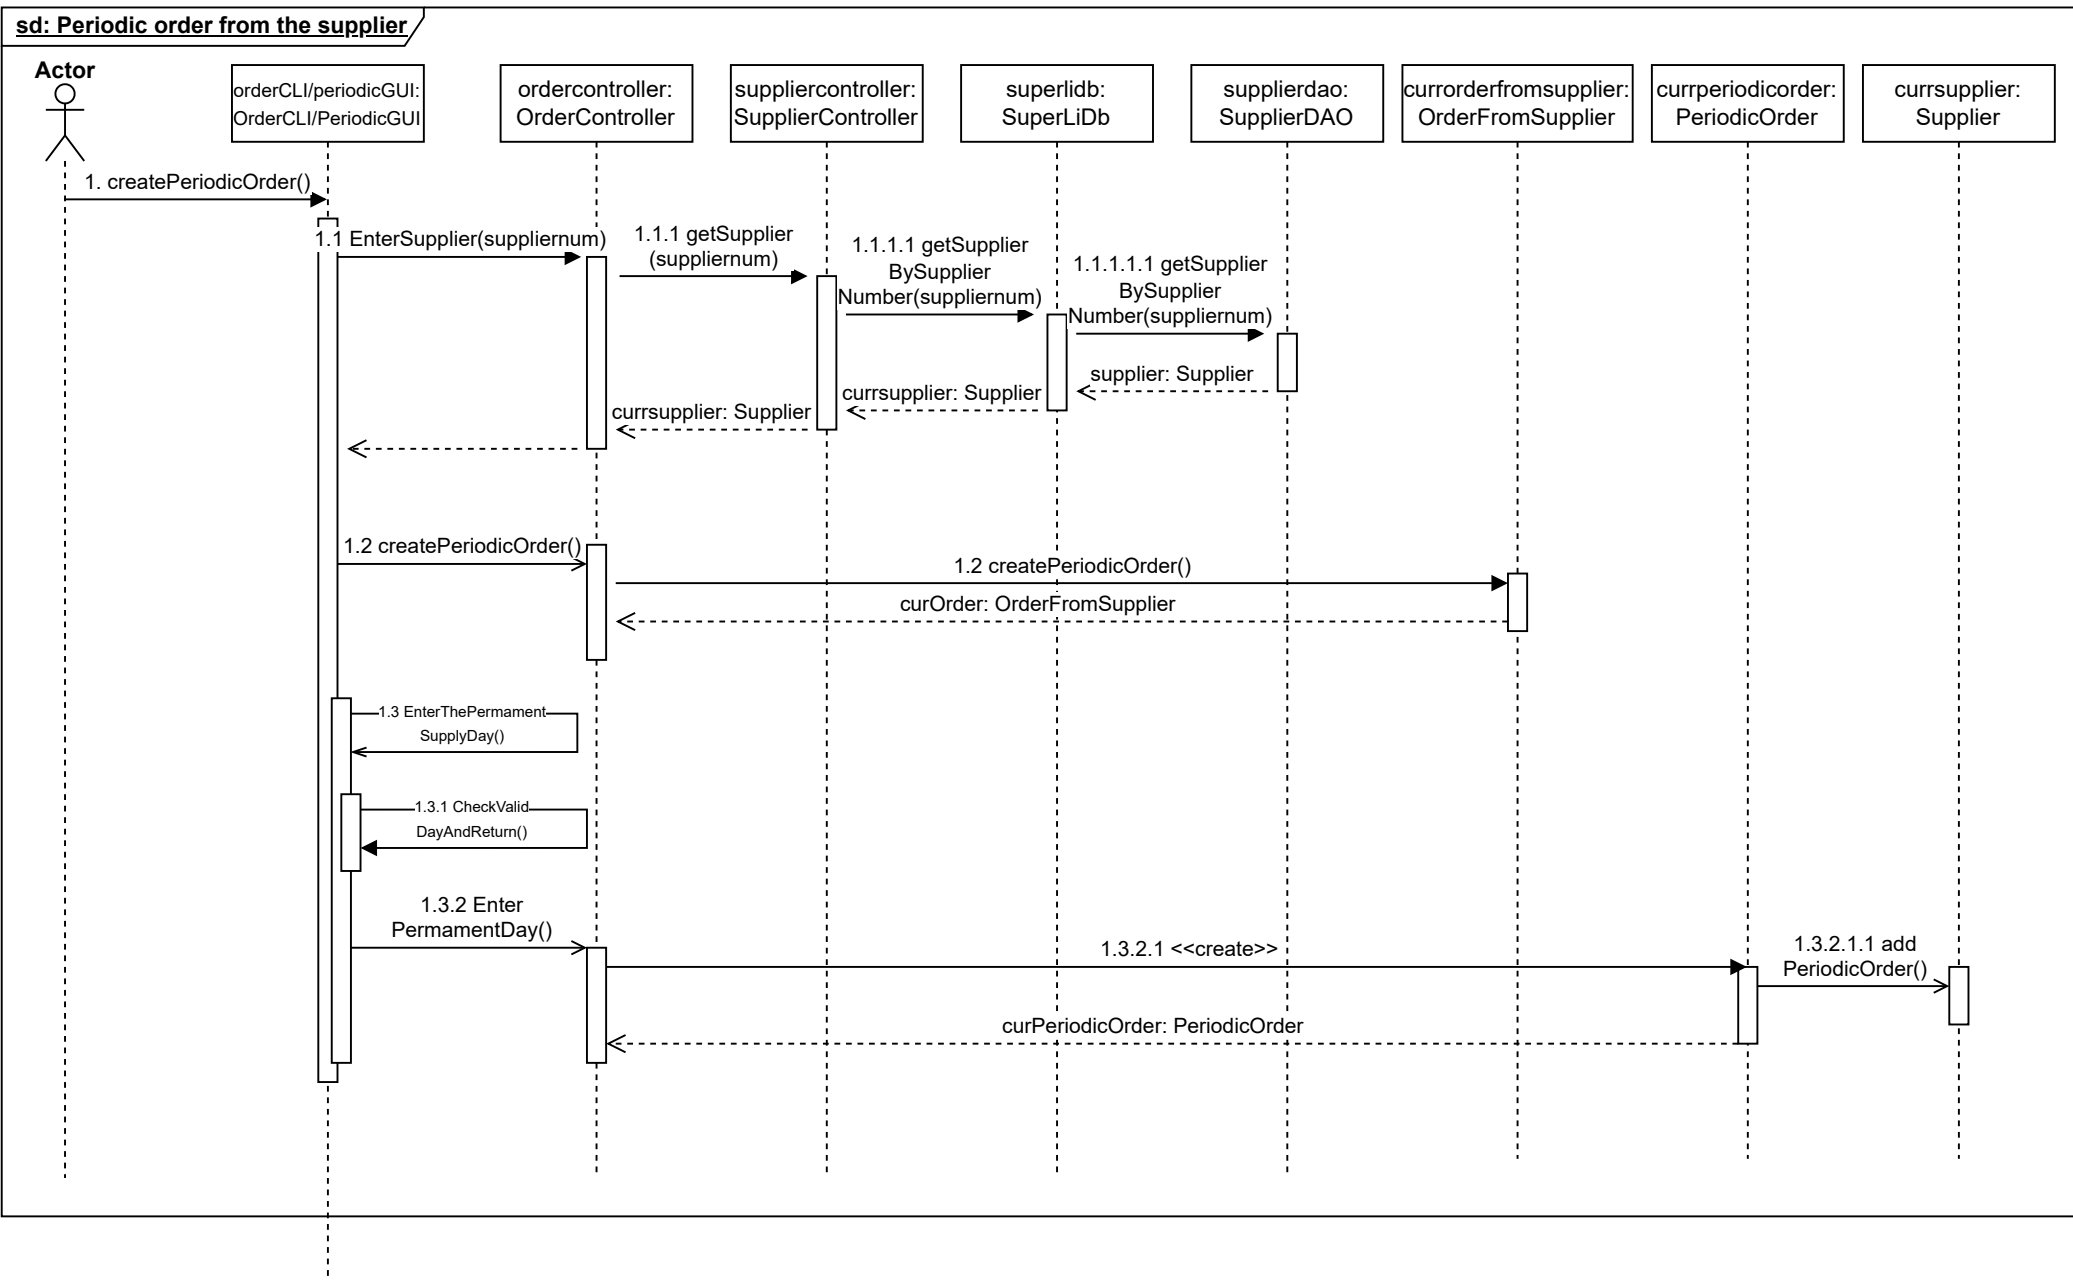 sd: Periodic order from the supplier
Actor
orderCLI/periodicGUI:
OrderCLI/PeriodicGUI
ordercontroller:
OrderController
suppliercontroller:
SupplierController
superlidb:
SuperLiDb
supplierdao:
SupplierDAO
currorderfromsupplier:
OrderFromSupplier
currperiodicorder:
PeriodicOrder
currsupplier:
Supplier
1. createPeriodicOrder()
1.1 EnterSupplier(suppliernum)
1.1.1 getSupplier
(suppliernum)
1.1.1.1 getSupplier
BySupplier
Number(suppliernum)
1.1.1.1.1 getSupplier
BySupplier
Number(suppliernum)
supplier: Supplier
currsupplier: Supplier
currsupplier: Supplier
1.2 createPeriodicOrder()
1.2 createPeriodicOrder()
curOrder: OrderFromSupplier
1.3 EnterThePermament
SupplyDay()
1.3.1 CheckValid
DayAndReturn()
1.3.2 Enter
PermamentDay()
1.3.2.1 <<create>>
1.3.2.1.1 add
PeriodicOrder()
curPeriodicOrder: PeriodicOrder